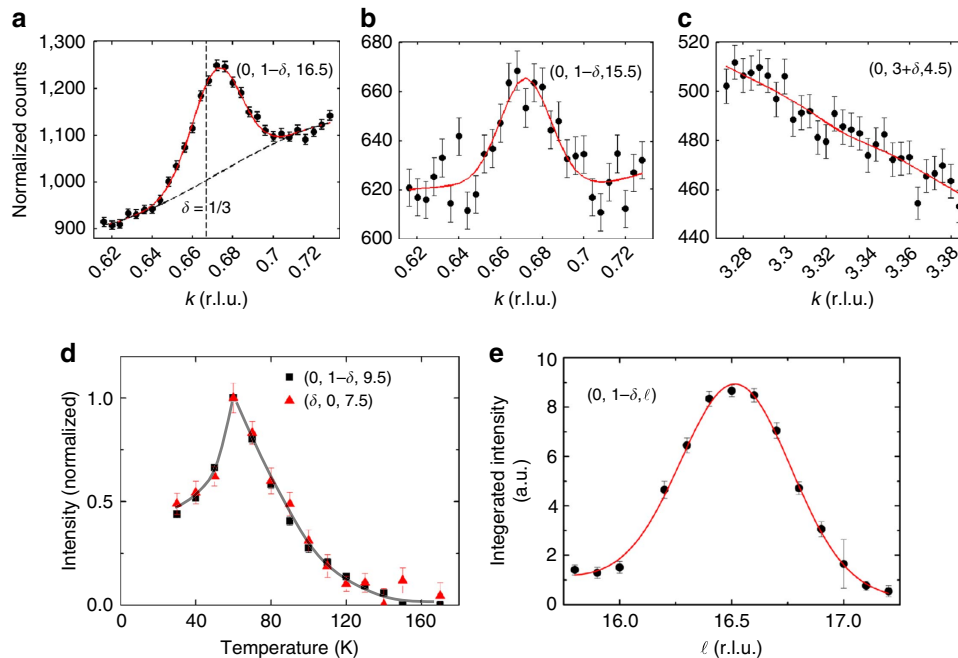 a
1,300
1,200
1,100
1,000
900
Normalized counts
(0, 1−δ, 16.5)
δ = 1/3
0.62
0.64
0.66
0.68
0.7
0.72
k (r.l.u.)
b
680
660
640
620
600
(0, 1−δ,15.5)
0.62
0.64
0.66
0.68
0.7
0.72
k (r.l.u.)
c
520
500
480
460
440
(0, 3+δ,4.5)
3.28
3.3
3.32
3.34
3.36
3.38
k (r.l.u.)
d
1.0
0.5
0.0
Intensity (normalized)
(0, 1−δ, 9.5)
(δ, 0, 7.5)
0
40
80
120
160
Temperature (K)
e
10
8
6
4
2
0
Integerated intensity
(a.u.)
(0, 1−δ,ℓ)
16.0
16.5
17.0
ℓ (r.l.u.)